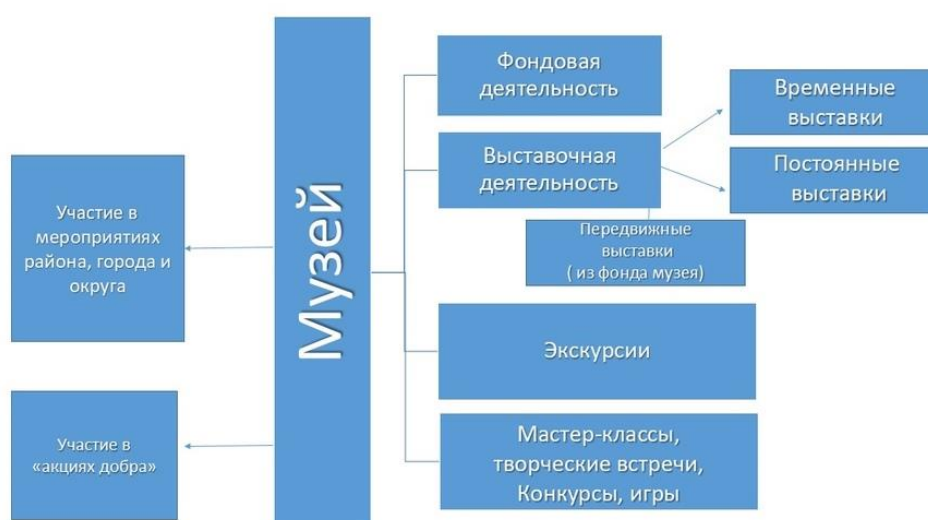 Музей
Фондовая
деятельность
Выставочная
деятельность
Временные
выставки
Постоянные
выставки
Передвижные
выставки
( из фонда музея)
Экскурсии
Мастер-классы,
творческие встречи,
Конкурсы, игры
Участие в
мероприятиях
района, города и
округа
Участие в
«акциях добра»